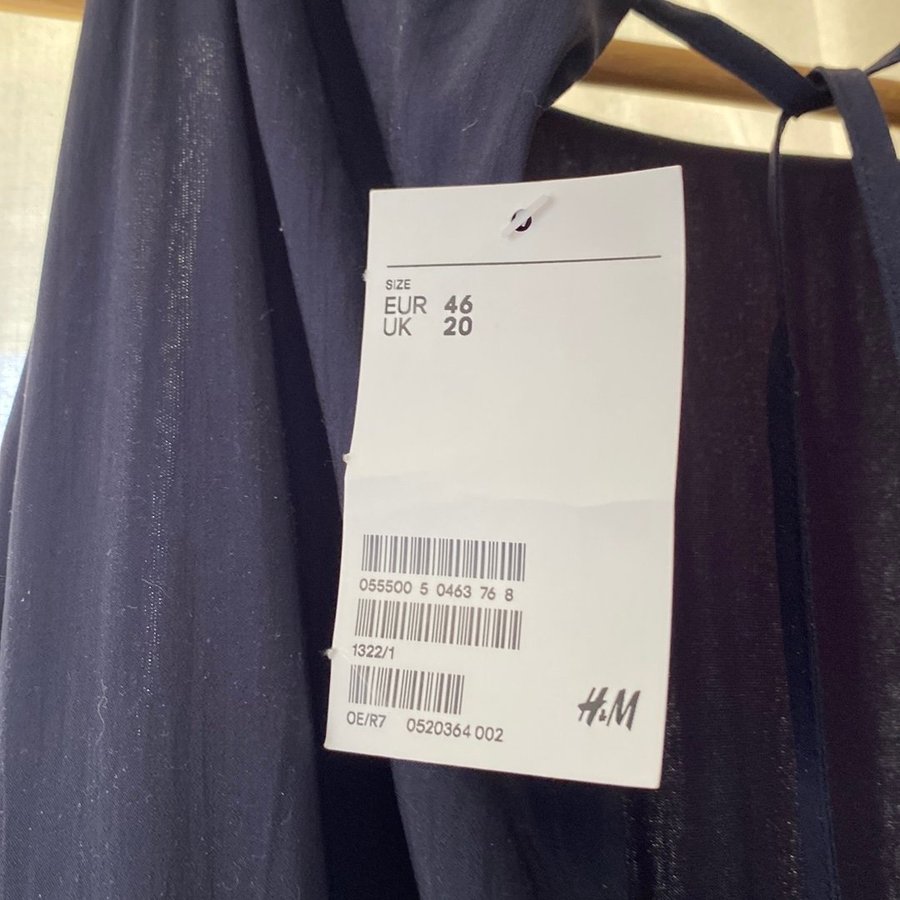 SIZE
EUR 46
UK 20
055500 5 0463 76 8
1322/1
OE/R7 0520364 002
H&M